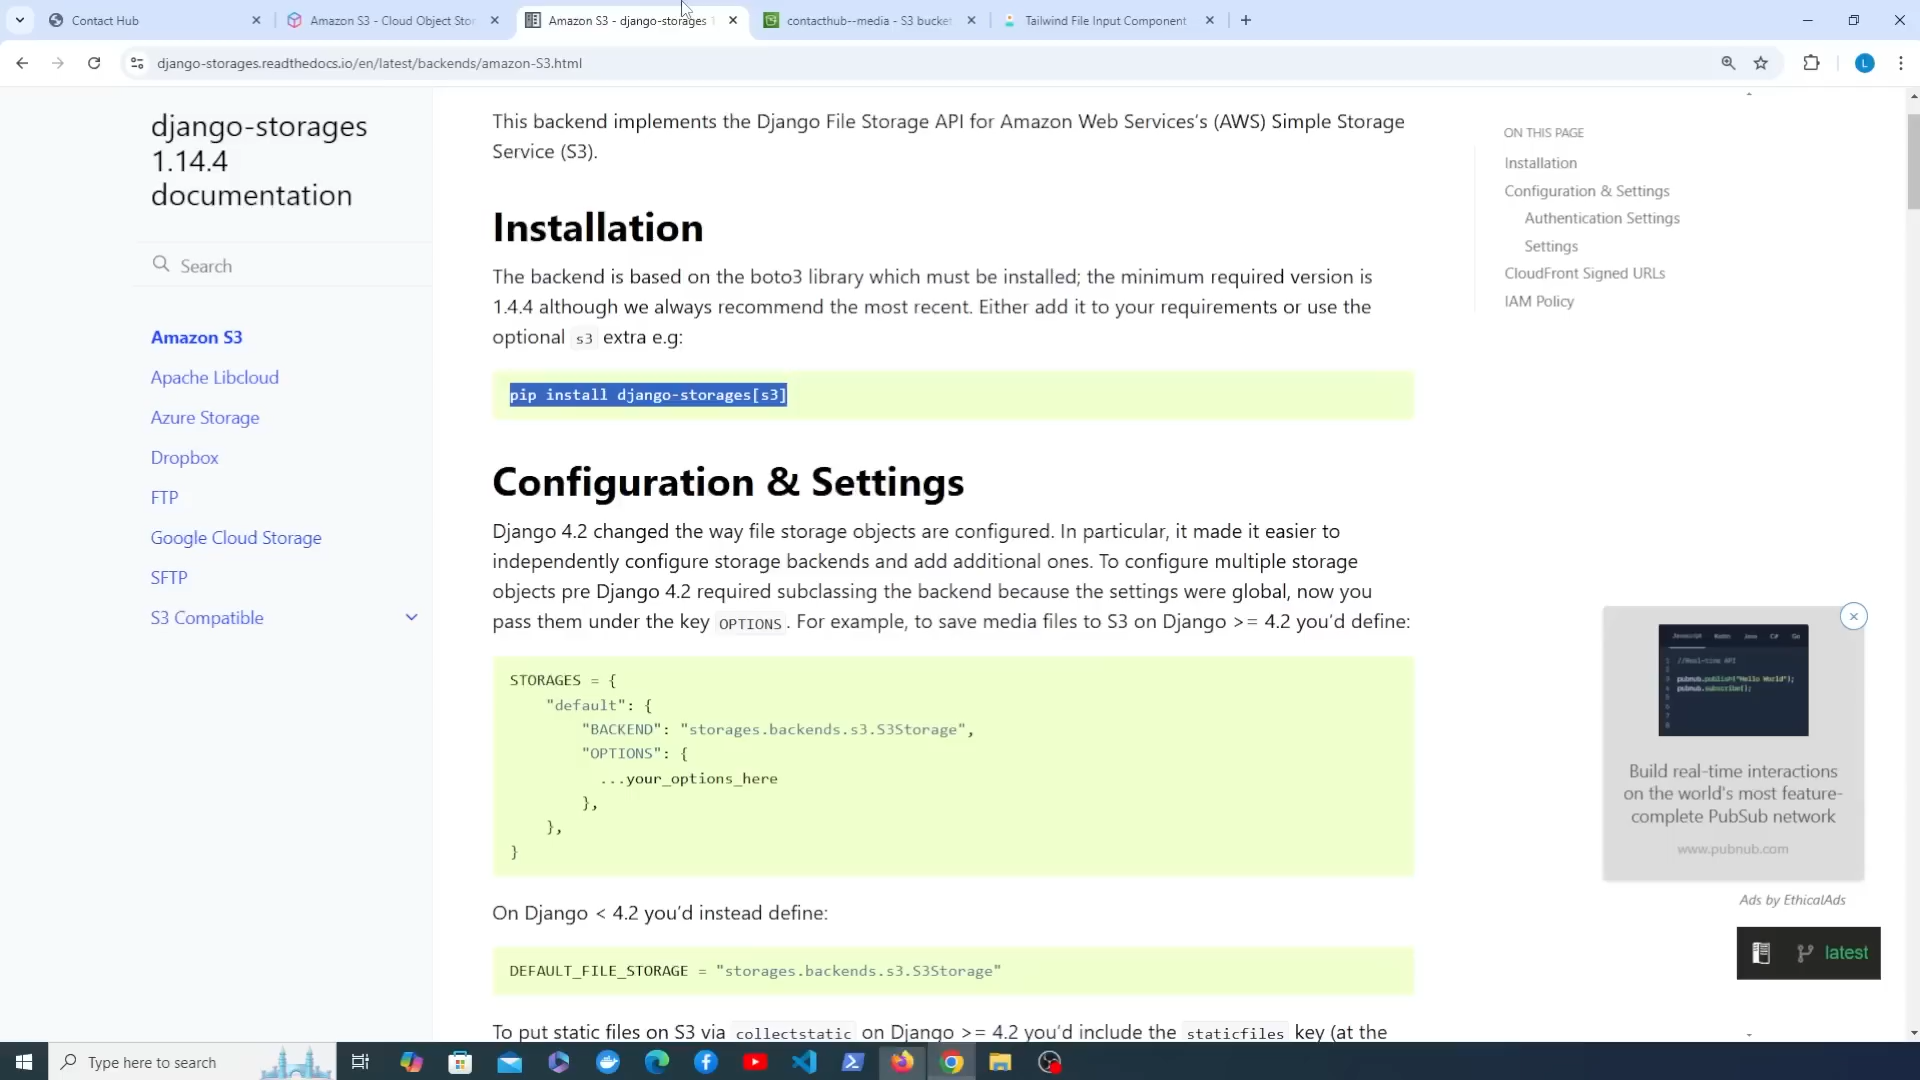 Contact Hub
Amazon S3 - Cloud Object Stor
Amazon S3 - django-storages 1
contacthub--media - S3 bucket
Tailwind File Input Component
django-storages.readthedocs.io/en/latest/backends/amazon-S3.html
L
django-storages
1.14.4
documentation
Search
Amazon S3
Apache Libcloud
Azure Storage
Dropbox
FTP
Google Cloud Storage
SFTP
S3 Compatible
This backend implements the Django File Storage API for Amazon Web Services's (AWS) Simple Storage
Service (S3).
Installation
The backend is based on the boto3 library which must be installed; the minimum required version is
1.4.4 although we always recommend the most recent. Either add it to your requirements or use the
optional s3 extra e.g:
pip install django-storages[s3]
Configuration & Settings
Django 4.2 changed the way file storage objects are configured. In particular, it made it easier to
independently configure storage backends and add additional ones. To configure multiple storage
objects pre Django 4.2 required subclassing the backend because the settings were global, now you
pass them under the key OPTIONS. For example, to save media files to S3 on Django >= 4.2 you'd define:
STORAGES = {
"default": {
"BACKEND": "storages.backends.s3.S3Storage",
"OPTIONS": {
...your_options_here
},
},
}
On Django < 4.2 you'd instead define:
DEFAULT_FILE_STORAGE = "storages.backends.s3.S3Storage"
To put static files on S3 via collectstatic on Django >= 4.2 you'd include the staticfiles key (at the
ON THIS PAGE
Installation
Configuration & Settings
Authentication Settings
Settings
CloudFront Signed URLs
IAM Policy
//Real-time API
pubnub.publish("Hello World");
pubnub.subscribe();
Build real-time interactions
on the world's most feature-
complete PubSub network
www.pubnub.com
Ads by EthicalAds
latest
Type here to search